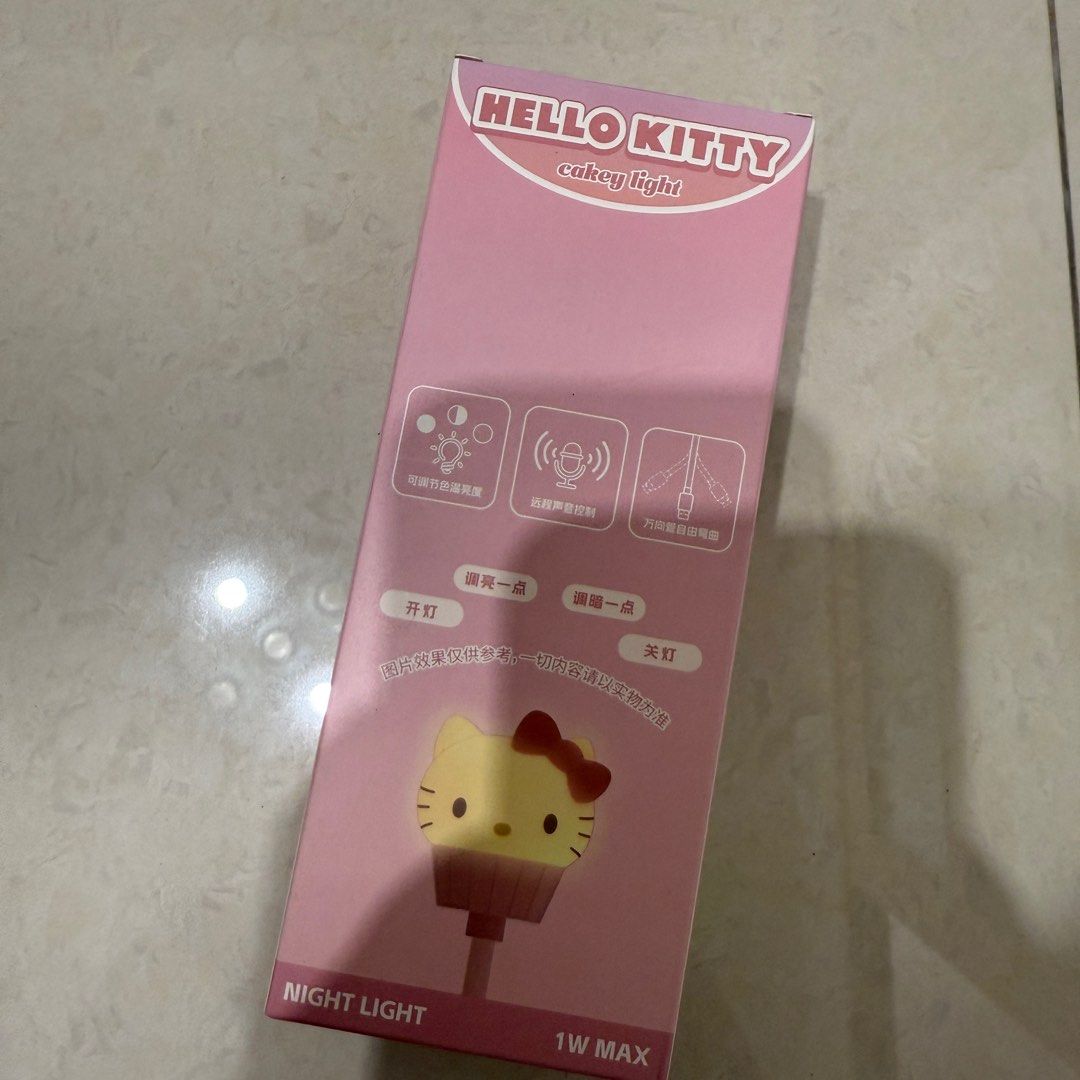 HELLO KITTY
cakey light
可调节色温亮度
远程声音控制
万向管自由弯曲
调亮一点
调暗一点
开灯
关灯
图片效果仅供参考,一切内容请以实物为准
NIGHT LIGHT
1W MAX